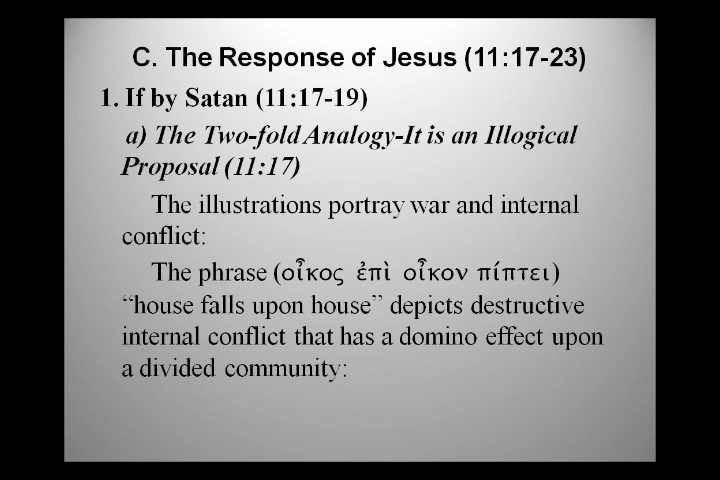 C. The Response of Jesus (11:17-23)
1. If by Satan (11:17-19)
a) The Two-fold Analogy-It is an Illogical
Proposal (11:17)
The illustrations portray war and internal
conflict:
The phrase (οἶκος ἐπὶ οἶκον πίπτει)
“house falls upon house” depicts destructive
internal conflict that has a domino effect upon
a divided community: